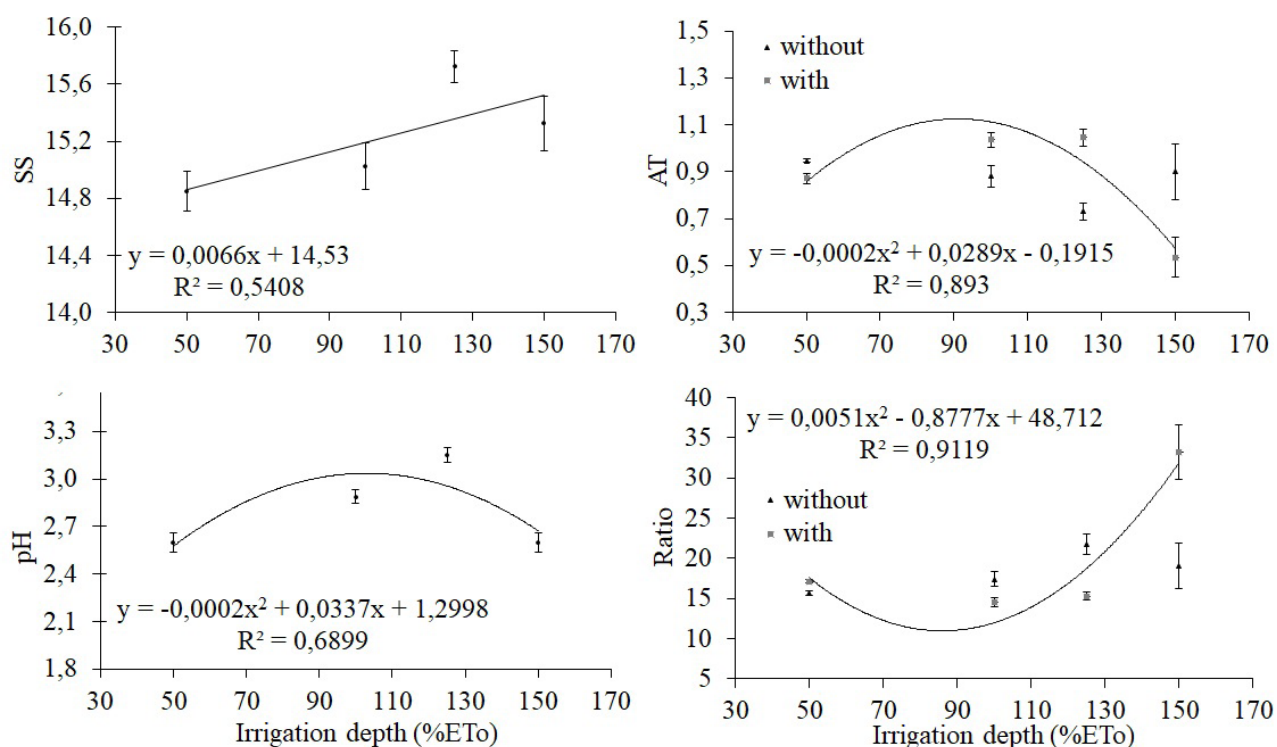 16,0
15,6
15,2
14,8
14,4
14,0
SS
y = 0,0066x + 14,53
R² = 0,5408
30 50 70 90 110 130 150 170
1,5
1,3
1,1
0,9
0,7
0,5
0,3
AT
without
with
y = -0,0002x² + 0,0289x - 0,1915
R² = 0,893
30 50 70 90 110 130 150 170
3,3
3,0
2,7
2,4
2,1
1,8
pH
y = -0,0002x² + 0,0337x + 1,2998
R² = 0,6899
30 50 70 90 110 130 150 170
Irrigation depth (%ETo)
40
35
30
25
20
15
10
5
Ratio
y = 0,0051x² - 0,8777x + 48,712
R² = 0,9119
without
with
30 50 70 90 110 130 150 170
Irrigation depth (%ETo)